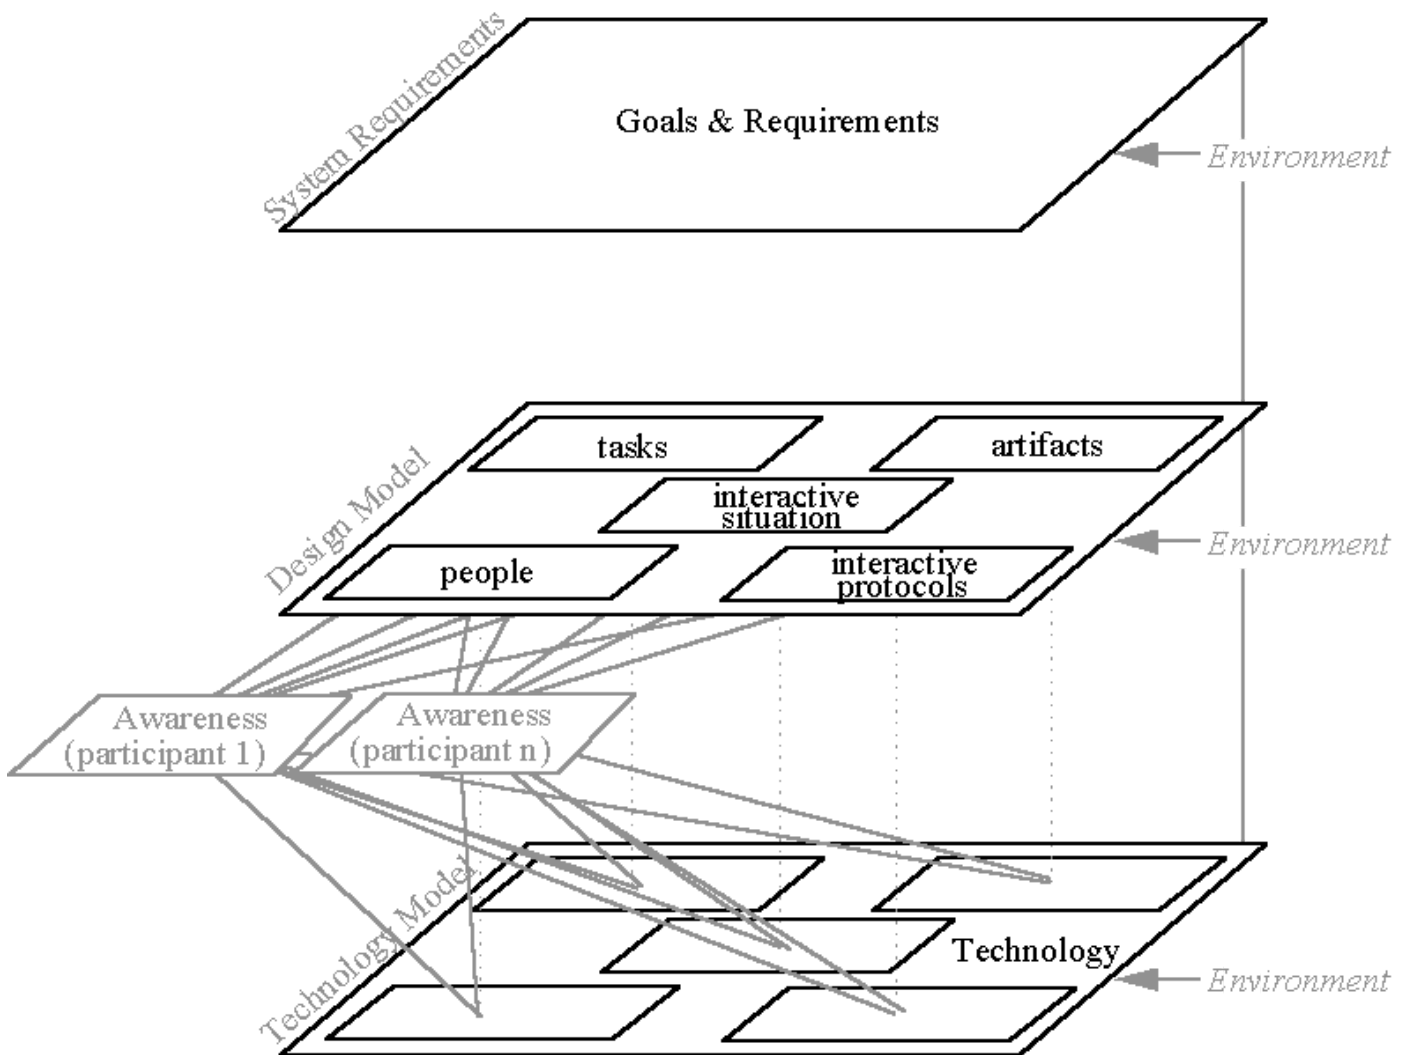 System Requirements
Goals & Requirements
Environment
Design Model
tasks
artifacts
interactive
situation
Environment
people
interactive
protocols
Awareness
(participant 1)
Awareness
(participant n)
Technology Model
Technology
Environment